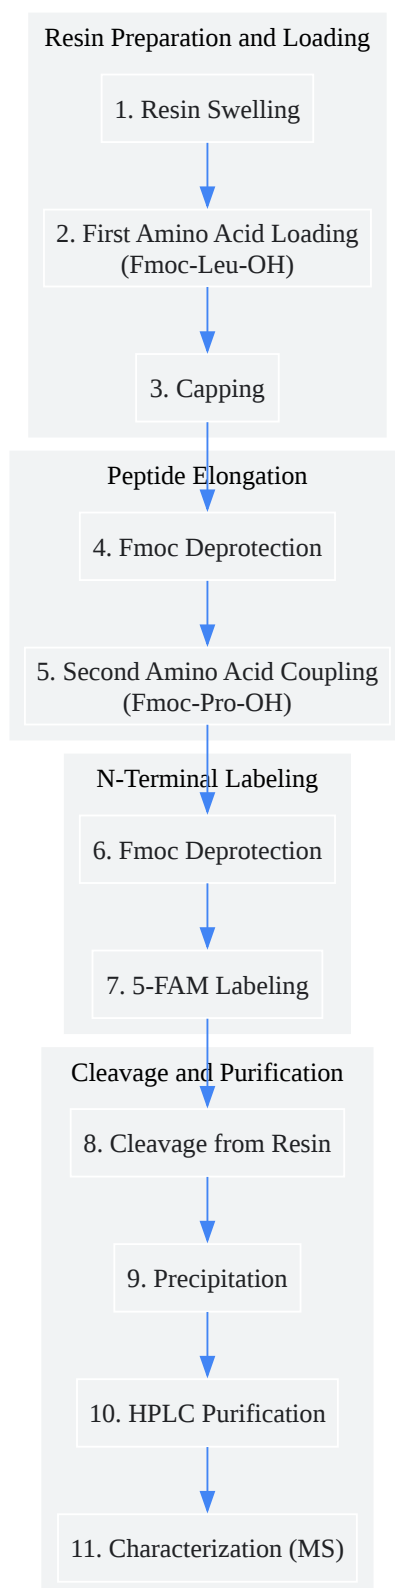 Resin Preparation and Loading
1. Resin Swelling
2. First Amino Acid Loading
(Fmoc-Leu-OH)
3. Capping
Peptide Elongation
4. Fmoc Deprotection
5. Second Amino Acid Coupling
(Fmoc-Pro-OH)
N-Terminal Labeling
6. Fmoc Deprotection
7. 5-FAM Labeling
Cleavage and Purification
8. Cleavage from Resin
9. Precipitation
10. HPLC Purification
11. Characterization (MS)